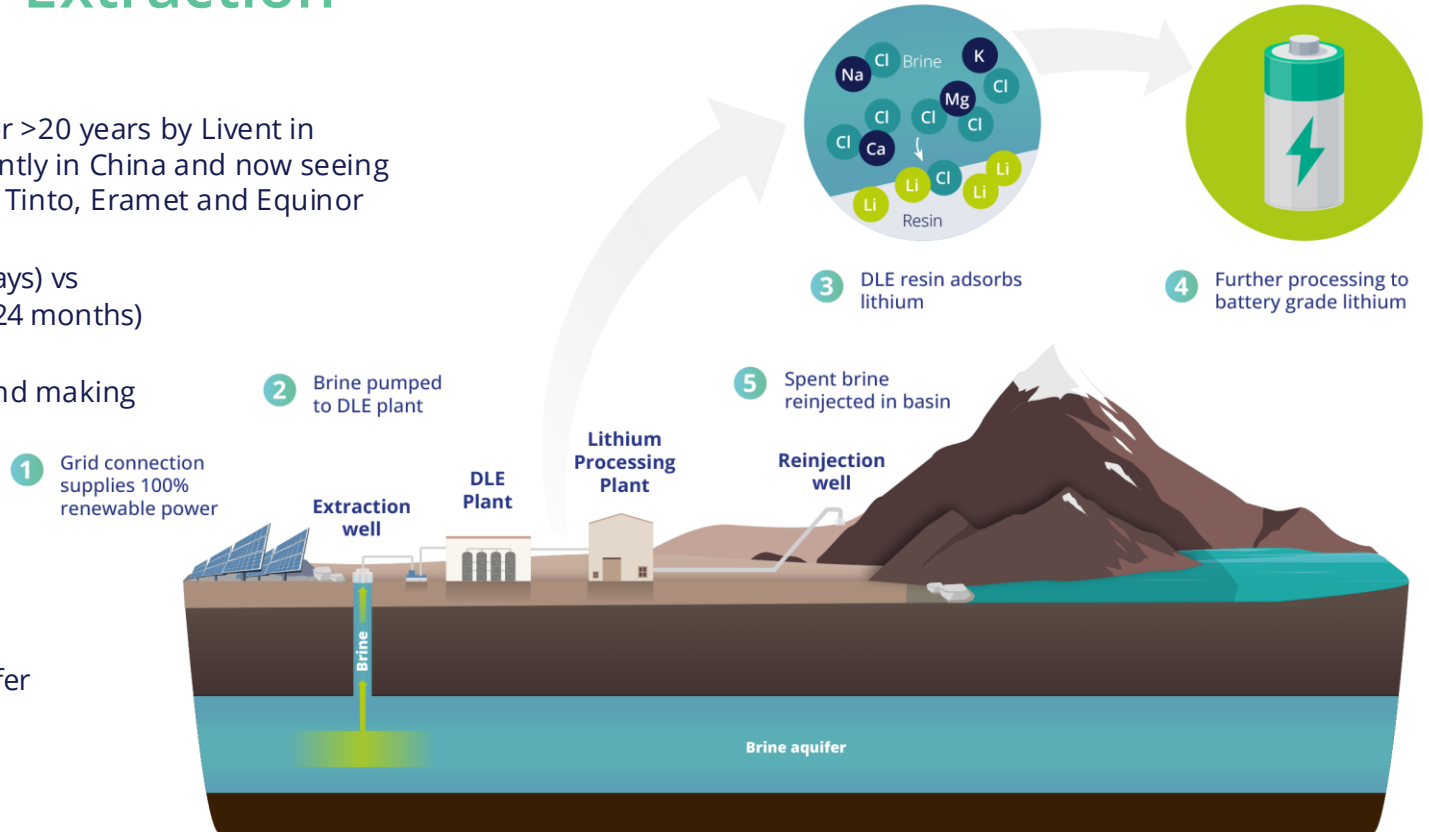 Extraction
r >20 years by Livent in
ntly in China and now seeing
Tinto, Eramet and Equinor
ays) vs
24 months)
nd making
fer
1 Grid connection
supplies 100%
renewable power
2 Brine pumped
to DLE plant
3 DLE resin adsorbs
lithium
4 Further processing to
battery grade lithium
5 Spent brine
reinjected in basin
Na
Cl
Brine
K
Cl
Mg
Cl
Cl
Cl
Cl
Ca
Li
Cl
Li
Li
Li
Resin
Extraction
well
DLE
Plant
Lithium
Processing
Plant
Reinjection
well
Brine
Brine aquifer